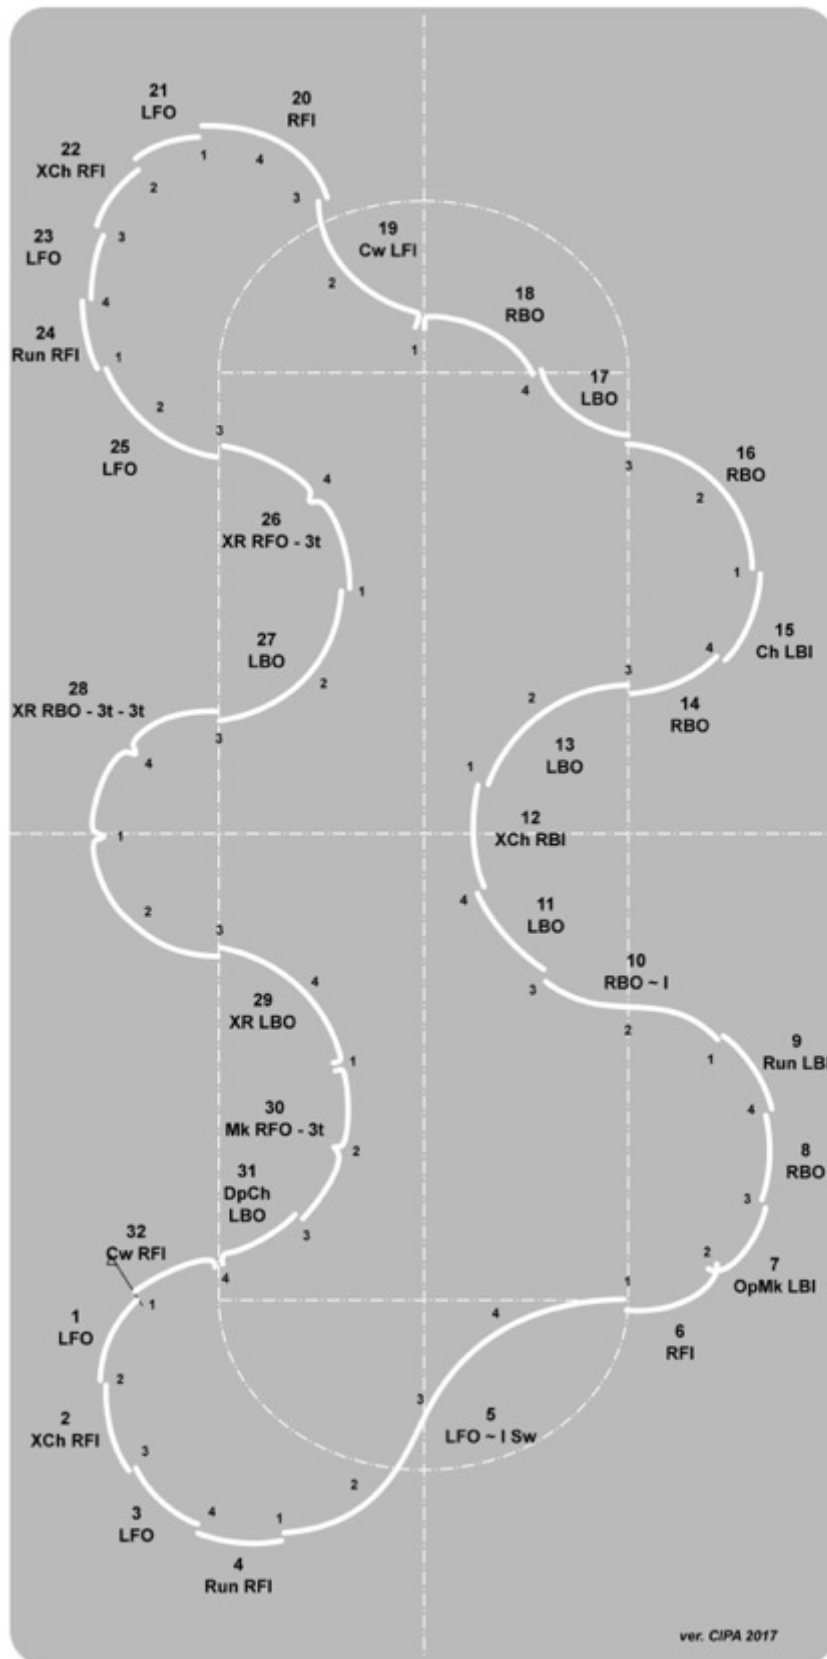 21
LFO
20
RFI
22
XCh RFI
1
4
2
3
19
Cw LFI
23
LFO
3
2
18
RBO
4
24
Run RFI
1
1
17
LBO
4
2
3
25
LFO
3
16
RBO
4
2
26
XR RFO - 3t
1
1
15
Ch LBI
27
LBO
4
2
3
28
XR RBO - 3t - 3t
2
14
RBO
3
4
13
LBO
1
1
12
XCh RBI
4
11
LBO
2
3
10
RBO ~ I
4
3
29
XR LBO
2
9
Run LBI
1
1
30
Mk RFO - 3t
4
2
8
RBO
31
DpCh
LBO
3
3
32
Cw RFI
2
7
OpMk LBI
4
1
1
1
LFO
4
6
RFI
2
3
5
LFO ~ I Sw
2
XCh RFI
3
2
3
LFO
4
1
4
Run RFI
ver. CIPA 2017